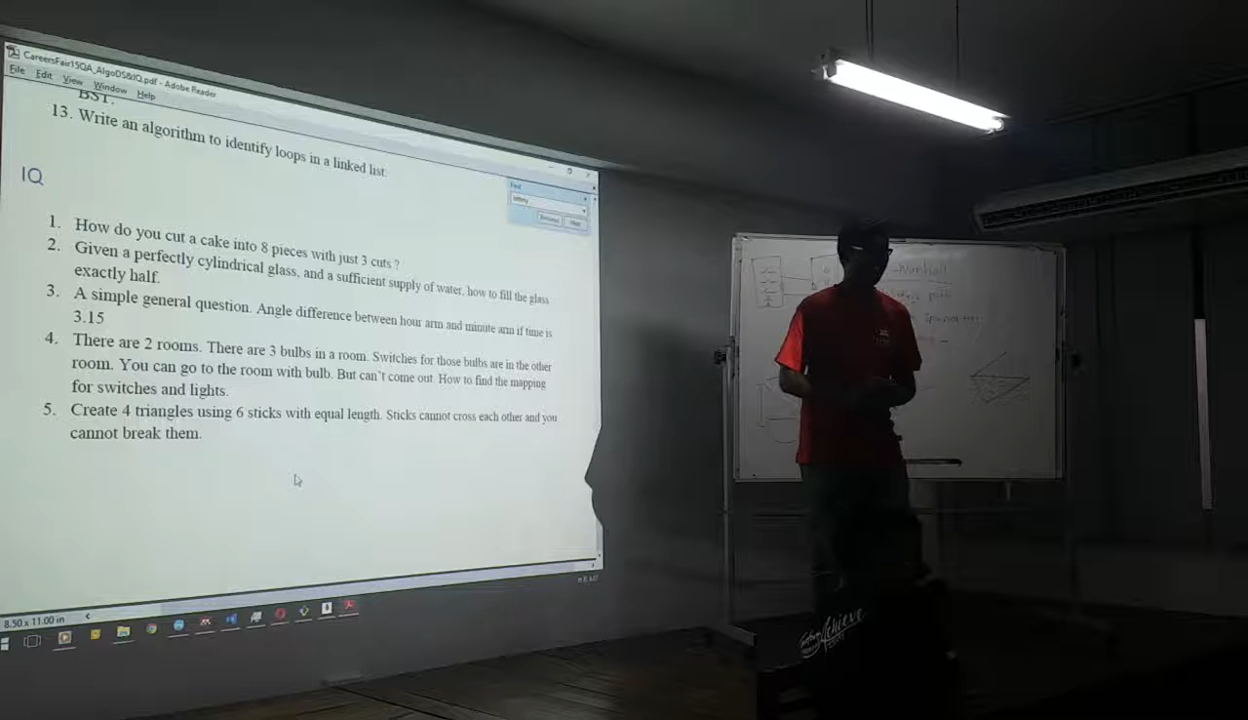 CareersFair15QA_AlgoDS&IQ.pdf - Adobe Reader
File Edit View Window Help
BST.
13. Write an algorithm to identify loops in a linked list.
Find
IQ
1. How do you cut a cake into 8 pieces with just 3 cuts ?
2. Given a perfectly cylindrical glass, and a sufficient supply of water, how to fill the glass
exactly half.
3. A simple general question. Angle difference between hour arm and minute arm if time is
3.15
4. There are 2 rooms. There are 3 bulbs in a room. Switches for those bulbs are in the other
room. You can go to the room with bulb. But can't come out. How to find the mapping
for switches and lights.
5. Create 4 triangles using 6 sticks with equal length. Sticks cannot cross each other and you
cannot break them.
8.50 x 11.00 in
Achieve